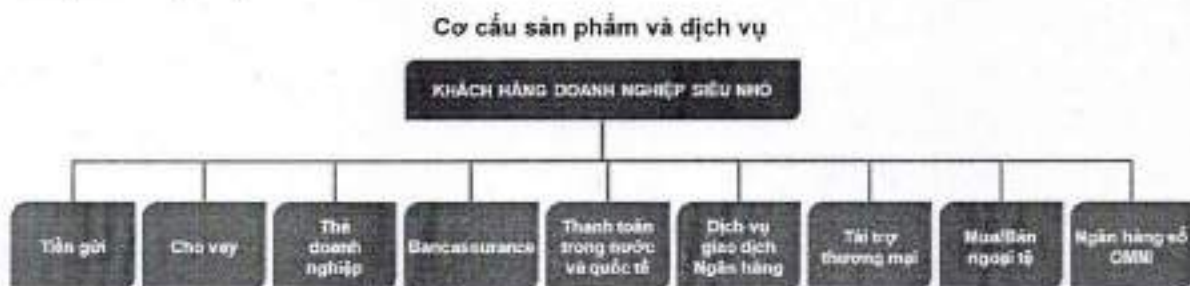 Cơ cấu sản phẩm và dịch vụ
KHÁCH HÀNG DOANH NGHIỆP SIÊU NHỎ
Tiền gửi
Cho vay
Thẻ
doanh
nghiệp
Bancassurance
Thanh toán
trong nước
và quốc tế
Dịch vụ
giao dịch
Ngân hàng
Tài trợ
thương mại
Mua/Bán
ngoại tệ
Ngân hàng số
OMNI